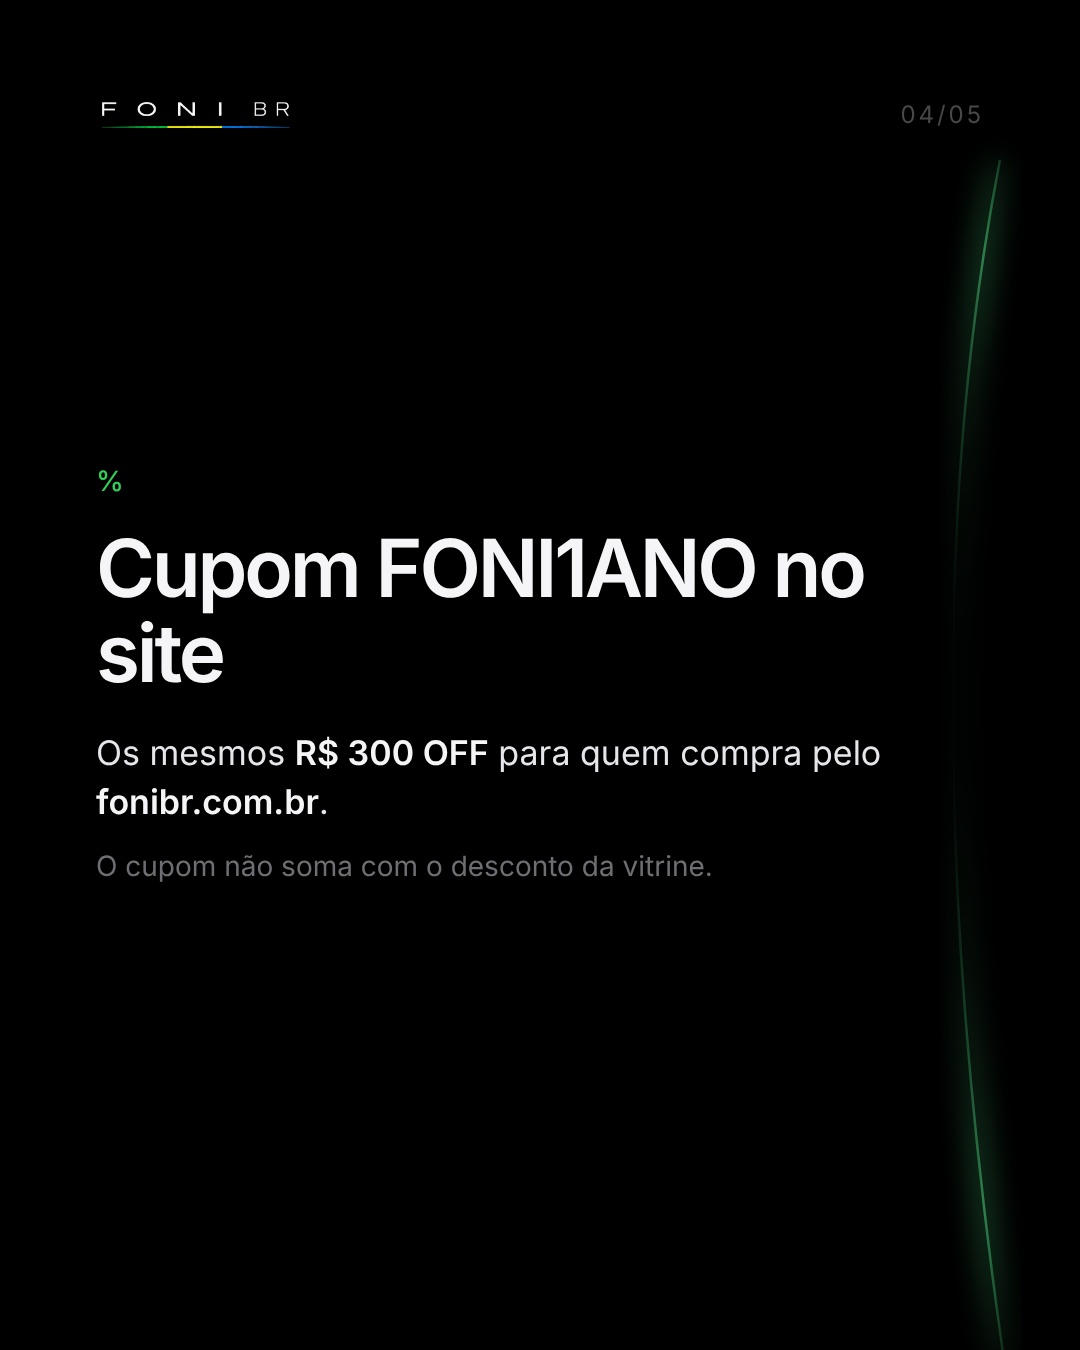 FONI BR
04/05
%
Cupom FONI1ANO no
site
Os mesmos R$ 300 OFF para quem compra pelo
fonibr.com.br.
O cupom não soma com o desconto da vitrine.